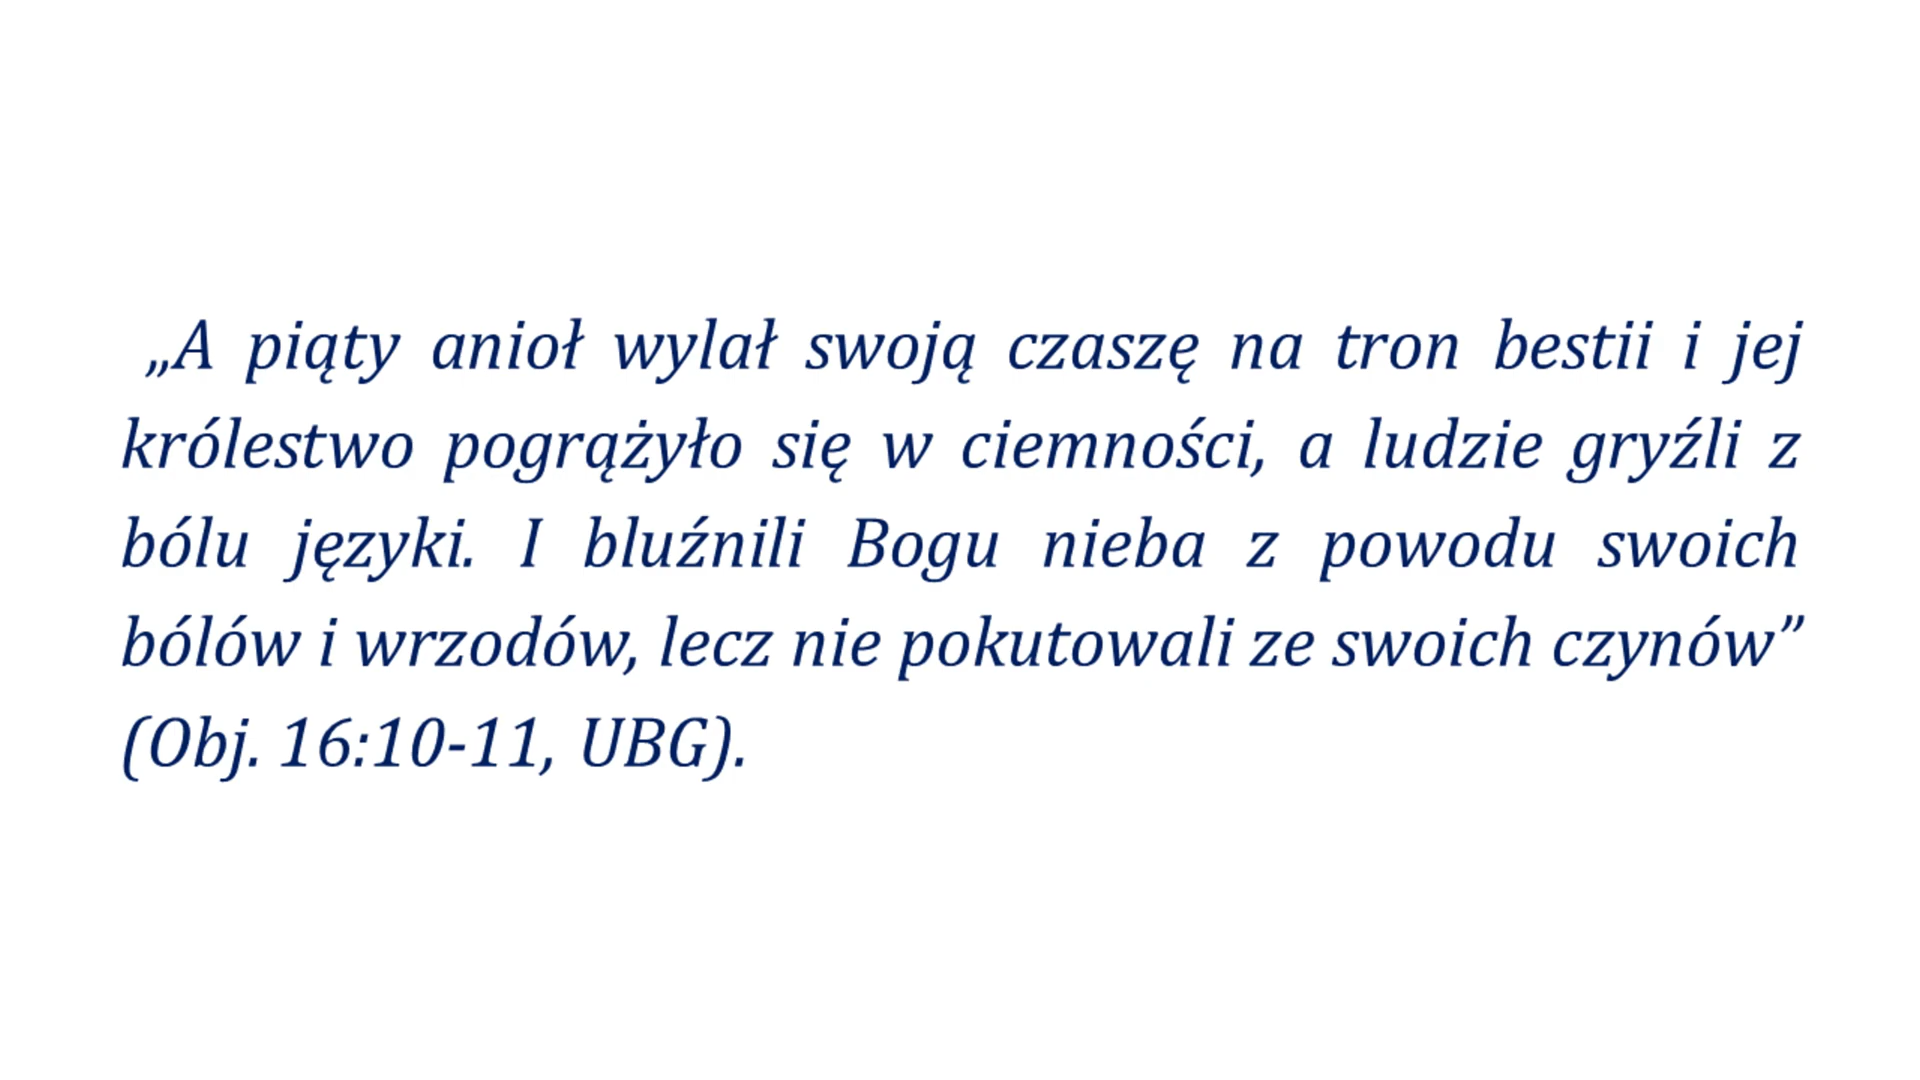 „A piąty anioł wylał swoją czaszę na tron bestii i jej
królestwo pogrążyło się w ciemności, a ludzie gryźli z
bólu języki. I bluźnili Bogu nieba z powodu swoich
bólów i wrzodów, lecz nie pokutowali ze swoich czynów”
(Obj. 16:10-11, UBG).